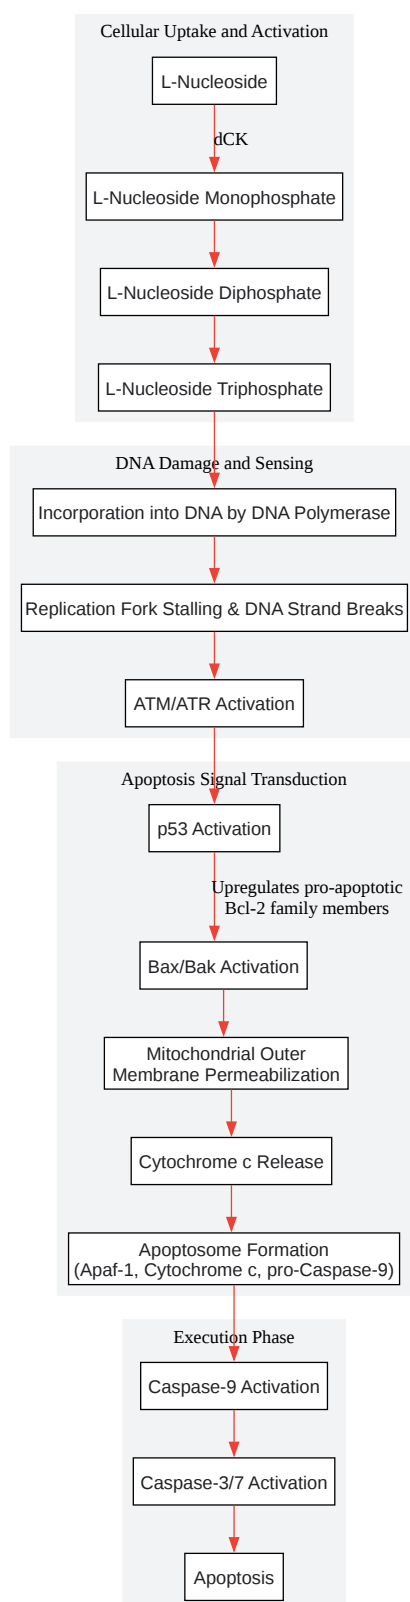 Cellular Uptake and Activation
L-Nucleoside
dCK
L-Nucleoside Monophosphate
L-Nucleoside Diphosphate
L-Nucleoside Triphosphate
DNA Damage and Sensing
Incorporation into DNA by DNA Polymerase
Replication Fork Stalling & DNA Strand Breaks
ATM/ATR Activation
Apoptosis Signal Transduction
p53 Activation
Upregulates pro-apoptotic
Bcl-2 family members
Bax/Bak Activation
Mitochondrial Outer
Membrane Permeabilization
Cytochrome c Release
Apoptosome Formation
(Apaf-1, Cytochrome c, pro-Caspase-9)
Execution Phase
Caspase-9 Activation
Caspase-3/7 Activation
Apoptosis